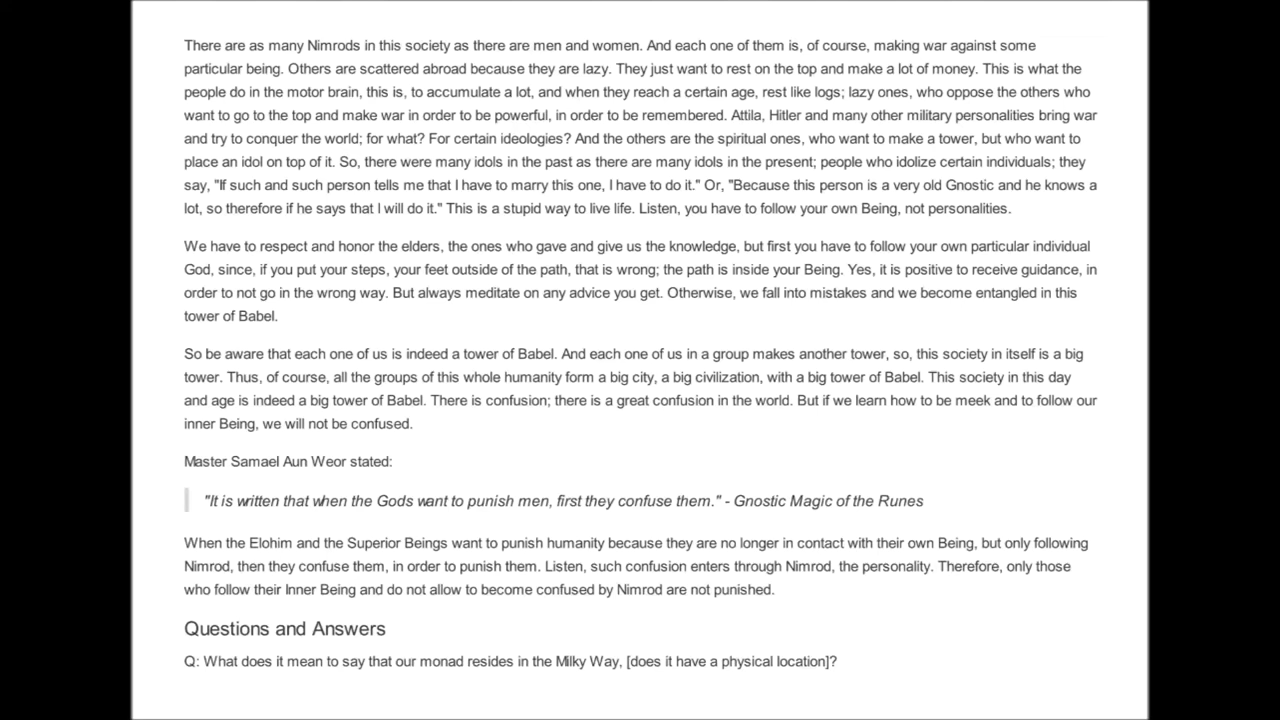 There are as many Nimrods in this society as there are men and women. And each one of them is, of course, making war against some
particular being. Others are scattered abroad because they are lazy. They just want to rest on the top and make a lot of money. This is what the
people do in the motor brain, this is, to accumulate a lot, and when they reach a certain age, rest like logs; lazy ones, who oppose the others who
want to go to the top and make war in order to be powerful, in order to be remembered. Attila, Hitler and many other military personalities bring war
and try to conquer the world; for what? For certain ideologies? And the others are the spiritual ones, who want to make a tower, but who want to
place an idol on top of it. So, there were many idols in the past as there are many idols in the present; people who idolize certain individuals; they
say, "If such and such person tells me that I have to marry this one, I have to do it." Or, "Because this person is a very old Gnostic and he knows a
lot, so therefore if he says that I will do it." This is a stupid way to live life. Listen, you have to follow your own Being, not personalities.
We have to respect and honor the elders, the ones who gave and give us the knowledge, but first you have to follow your own particular individual
God, since, if you put your steps, your feet outside of the path, that is wrong; the path is inside your Being. Yes, it is positive to receive guidance, in
order to not go in the wrong way. But always meditate on any advice you get. Otherwise, we fall into mistakes and we become entangled in this
tower of Babel.
So be aware that each one of us is indeed a tower of Babel. And each one of us in a group makes another tower, so, this society in itself is a big
tower. Thus, of course, all the groups of this whole humanity form a big city, a big civilization, with a big tower of Babel. This society in this day
and age is indeed a big tower of Babel. There is confusion; there is a great confusion in the world. But if we learn how to be meek and to follow our
inner Being, we will not be confused.
Master Samael Aun Weor stated:
"It is written that when the Gods want to punish men, first they confuse them." - Gnostic Magic of the Runes
When the Elohim and the Superior Beings want to punish humanity because they are no longer in contact with their own Being, but only following
Nimrod, then they confuse them, in order to punish them. Listen, such confusion enters through Nimrod, the personality. Therefore, only those
who follow their Inner Being and do not allow to become confused by Nimrod are not punished.
Questions and Answers
Q: What does it mean to say that our monad resides in the Milky Way, [does it have a physical location]?